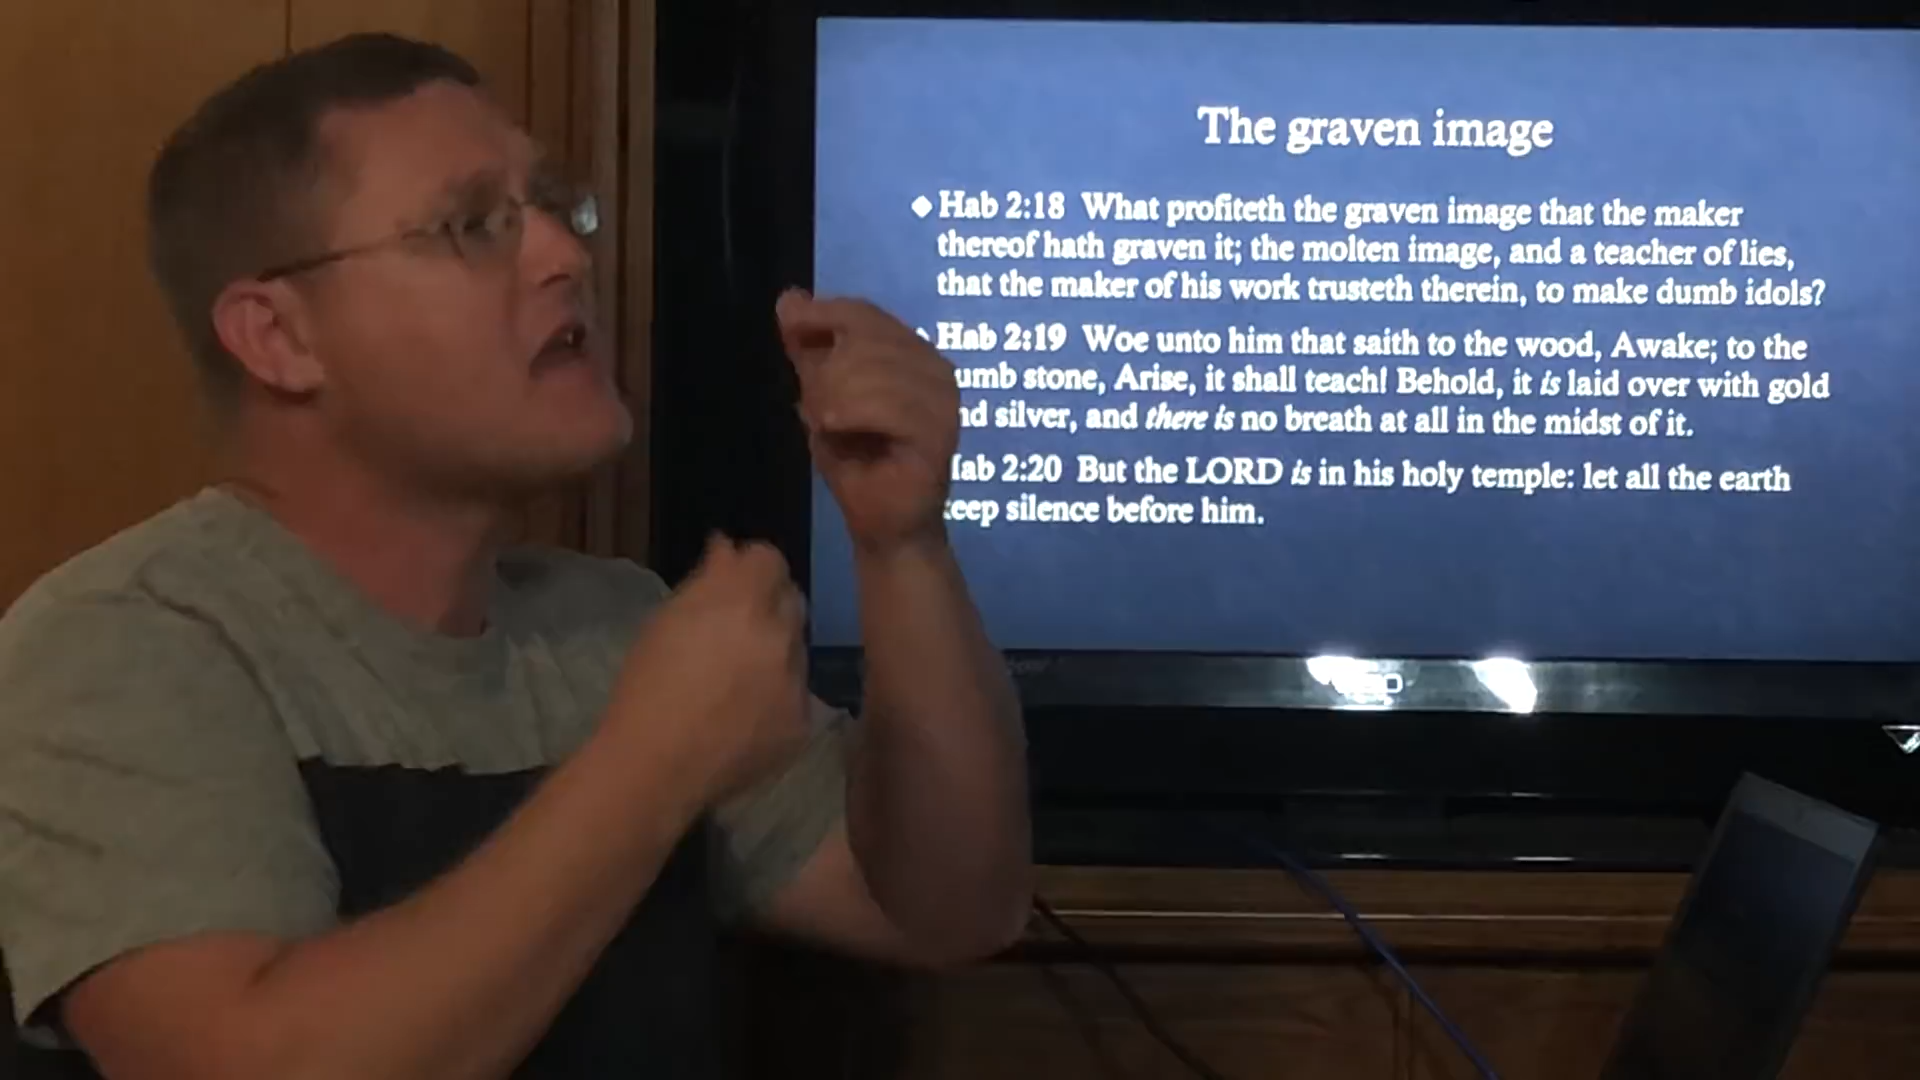 The graven image
Hab 2:18 What profiteth the graven image that the maker
thereof hath graven it; the molten image, and a teacher of lies,
that the maker of his work trusteth therein, to make dumb idols?
Hab 2:19 Woe unto him that saith to the wood, Awake; to the
umb stone, Arise, it shall teach! Behold, it is laid over with gold
nd silver, and there is no breath at all in the midst of it.
ab 2:20 But the LORD is in his holy temple: let all the earth
eep silence before him.